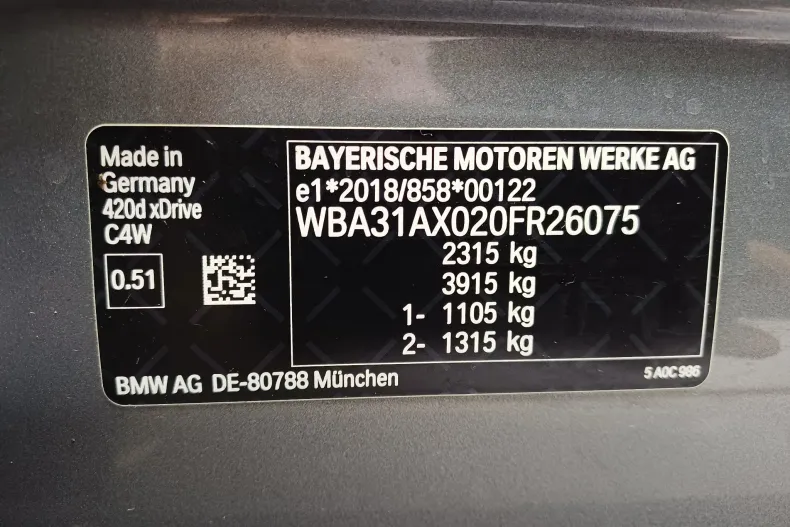 Made in
Germany
420d xDrive
C4W
0.51
BAYERISCHE MOTOREN WERKE AG
e1*2018/858*00122
WBA31AX020FR26075
2315 kg
3915 kg
1- 1105 kg
2- 1315 kg
BMW AG DE-80788 München
5 A0C 986